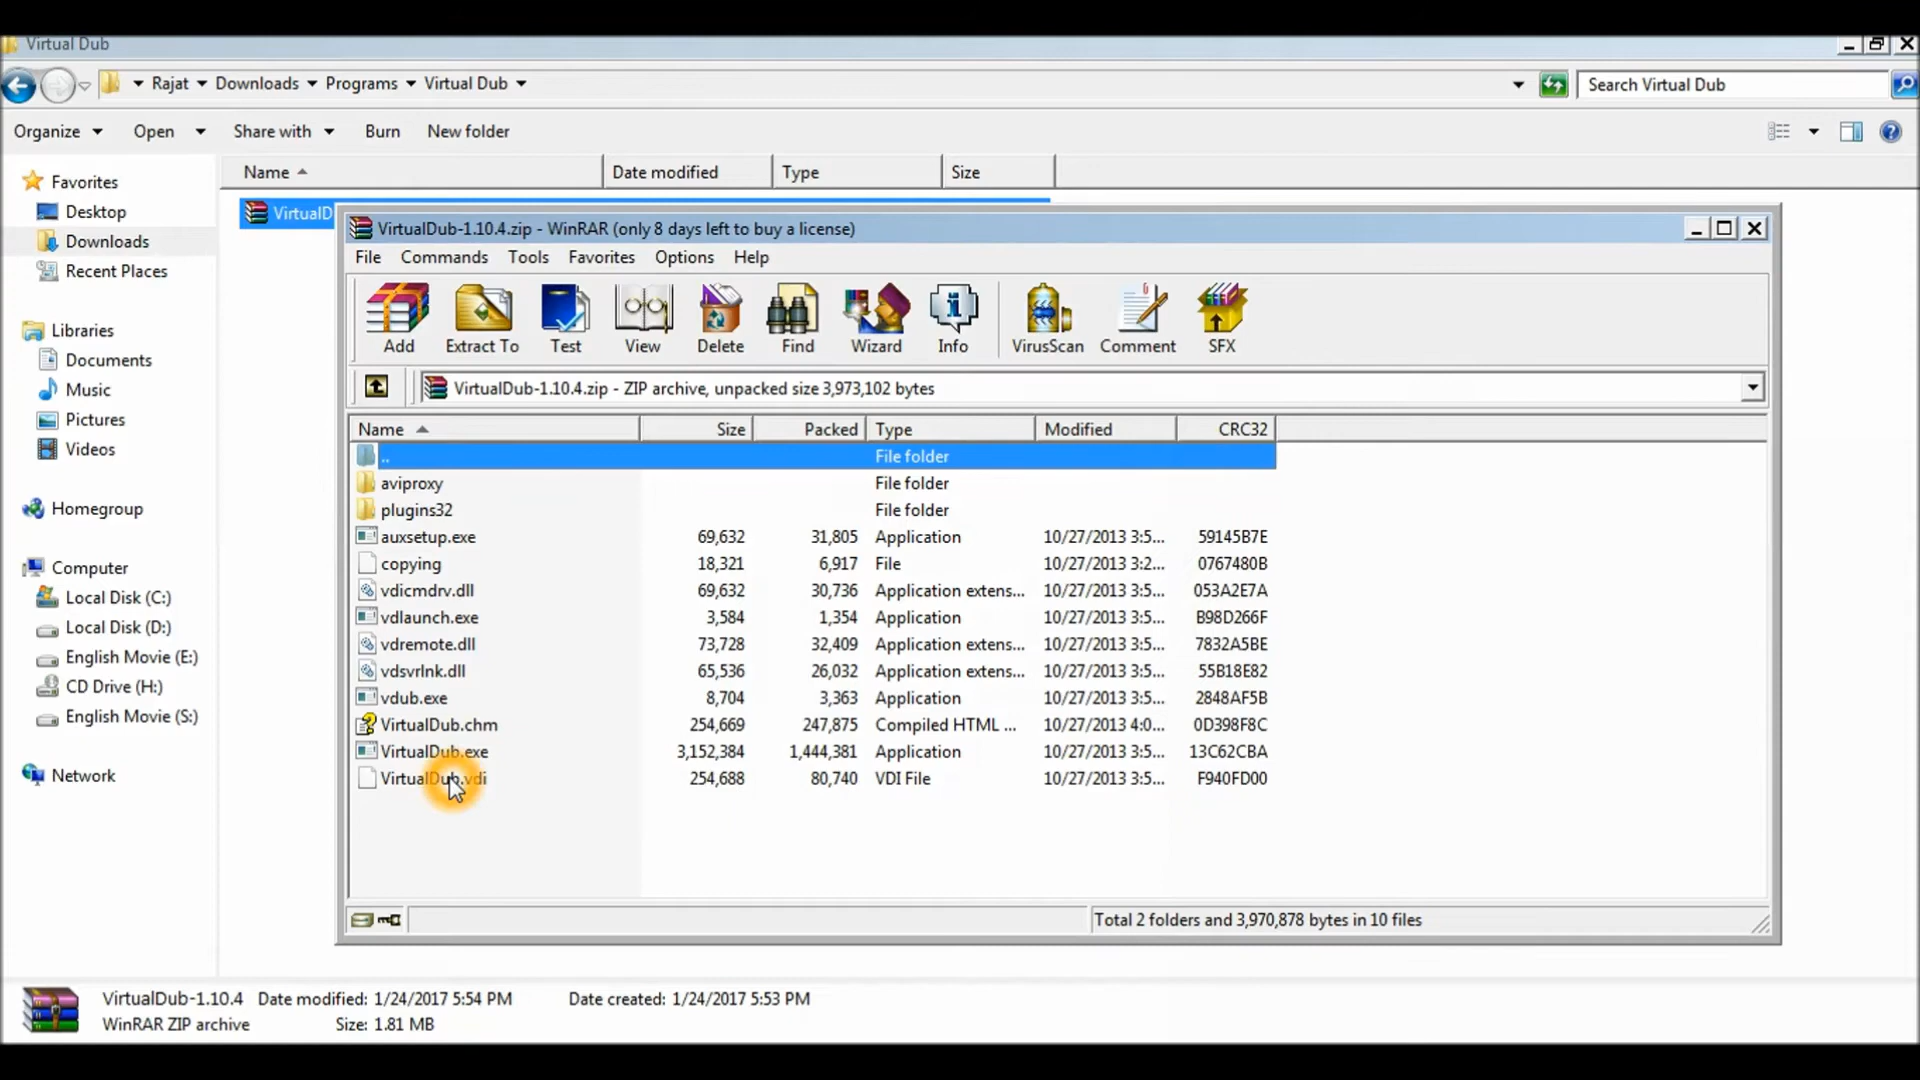 Virtual Dub
Rajat Downloads Programs Virtual Dub
Search Virtual Dub
Organize Open Share with Burn New folder
Name Date modified Type Size
Favorites
Desktop
Downloads
Recent Places
Libraries
Documents
Music
Pictures
Videos
Homegroup
Computer
Local Disk (C:)
Local Disk (D:)
English Movie (E:)
CD Drive (H:)
English Movie (S:)
Network
VirtualD
VirtualDub-1.10.4.zip - WinRAR (only 8 days left to buy a license)
File Commands Tools Favorites Options Help
Add Extract To Test View Delete Find Wizard Info VirusScan Comment SFX
VirtualDub-1.10.4.zip - ZIP archive, unpacked size 3,973,102 bytes
Name Size Packed Type Modified CRC32
.. File folder
aviproxy File folder
plugins32 File folder
auxsetup.exe 69,632 31,805 Application 10/27/2013 3:5... 59145B7E
copying 18,321 6,917 File 10/27/2013 3:2... 0767480B
vdicmdrv.dll 69,632 30,736 Application extens... 10/27/2013 3:5... 053A2E7A
vdlaunch.exe 3,584 1,354 Application 10/27/2013 3:5... B98D266F
vdremote.dll 73,728 32,409 Application extens... 10/27/2013 3:5... 7832A5BE
vdsvrlnk.dll 65,536 26,032 Application extens... 10/27/2013 3:5... 55B18E82
vdub.exe 8,704 3,363 Application 10/27/2013 3:5... 2848AF5B
VirtualDub.chm 254,669 247,875 Compiled HTML ... 10/27/2013 4:0... 0D398F8C
VirtualDub.exe 3,152,384 1,444,381 Application 10/27/2013 3:5... 13C62CBA
VirtualDub.vdi 254,688 80,740 VDI File 10/27/2013 3:5... F940FD00
Total 2 folders and 3,970,878 bytes in 10 files
VirtualDub-1.10.4 Date modified: 1/24/2017 5:54 PM Date created: 1/24/2017 5:53 PM
WinRAR ZIP archive Size: 1.81 MB